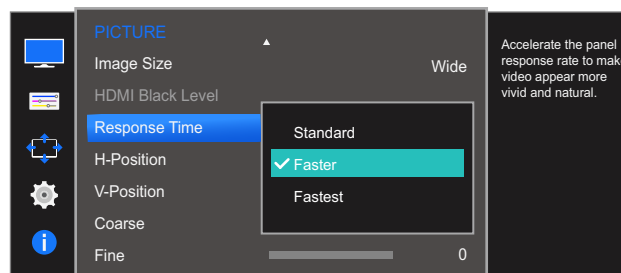 PICTURE
Image Size Wide
HDMI Black Level
Response Time
Standard
H-Position
Faster
V-Position
Fastest
Coarse
Fine 0
Accelerate the panel
response rate to mak
video appear more
vivid and natural.